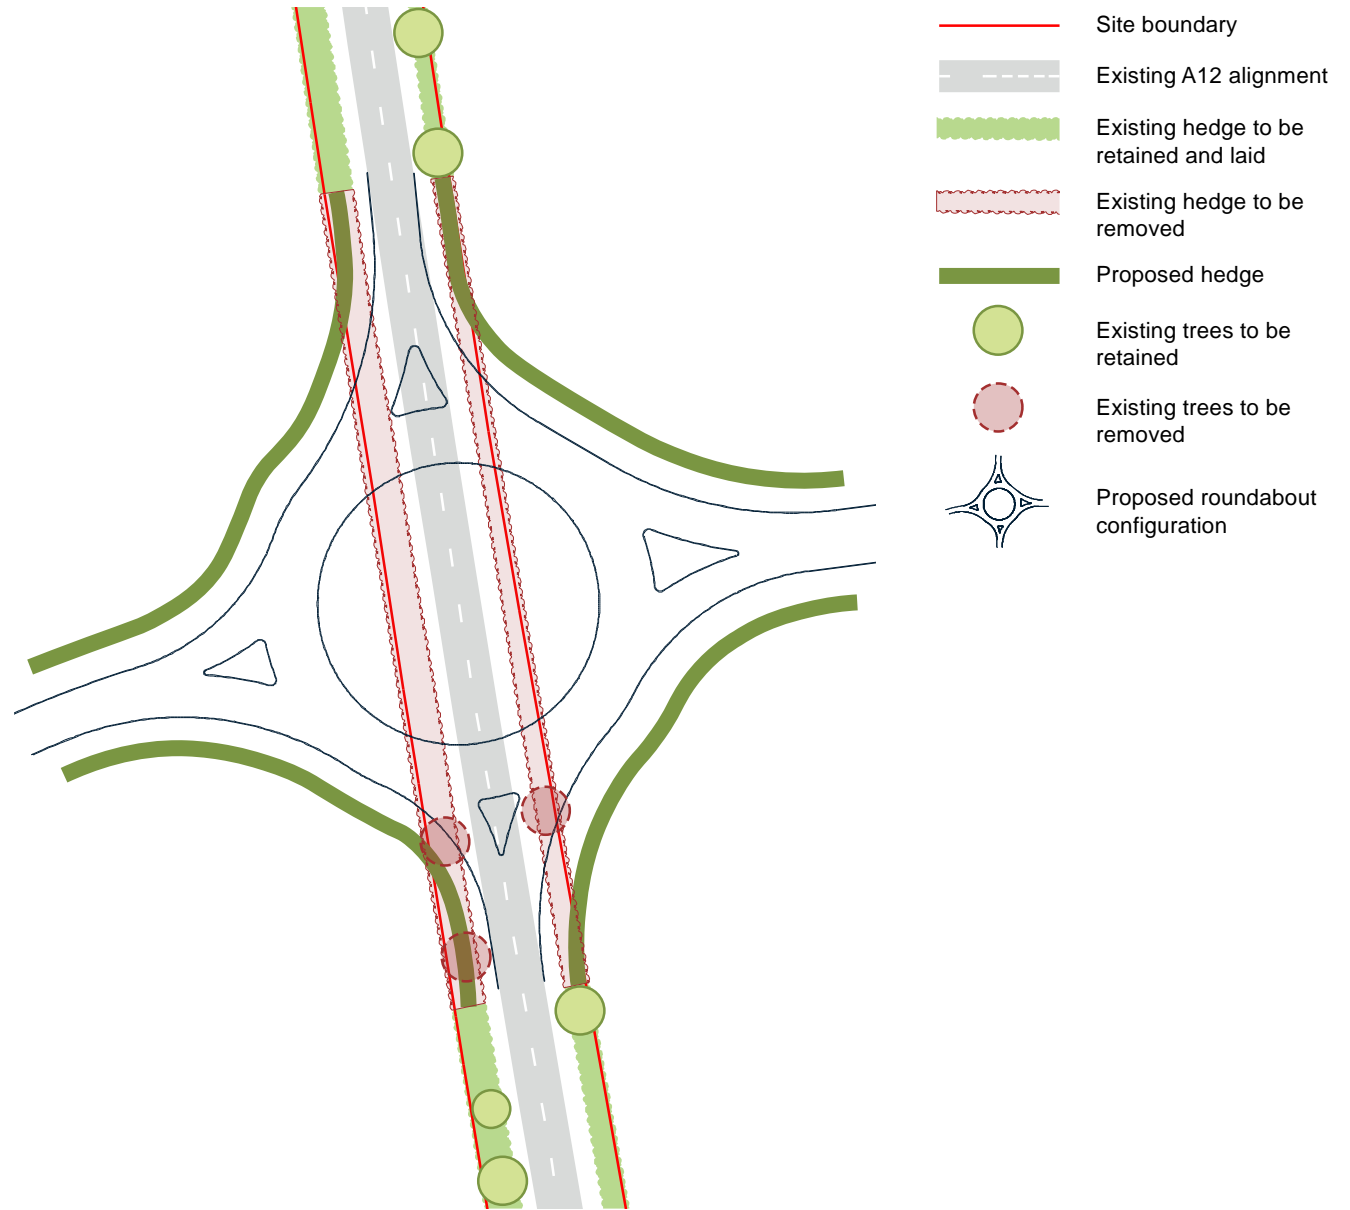 Site boundary
Existing A12 alignment
Existing hedge to be
retained and laid
Existing hedge to be
removed
Proposed hedge
Existing trees to be
retained
Existing trees to be
removed
Proposed roundabout
configuration